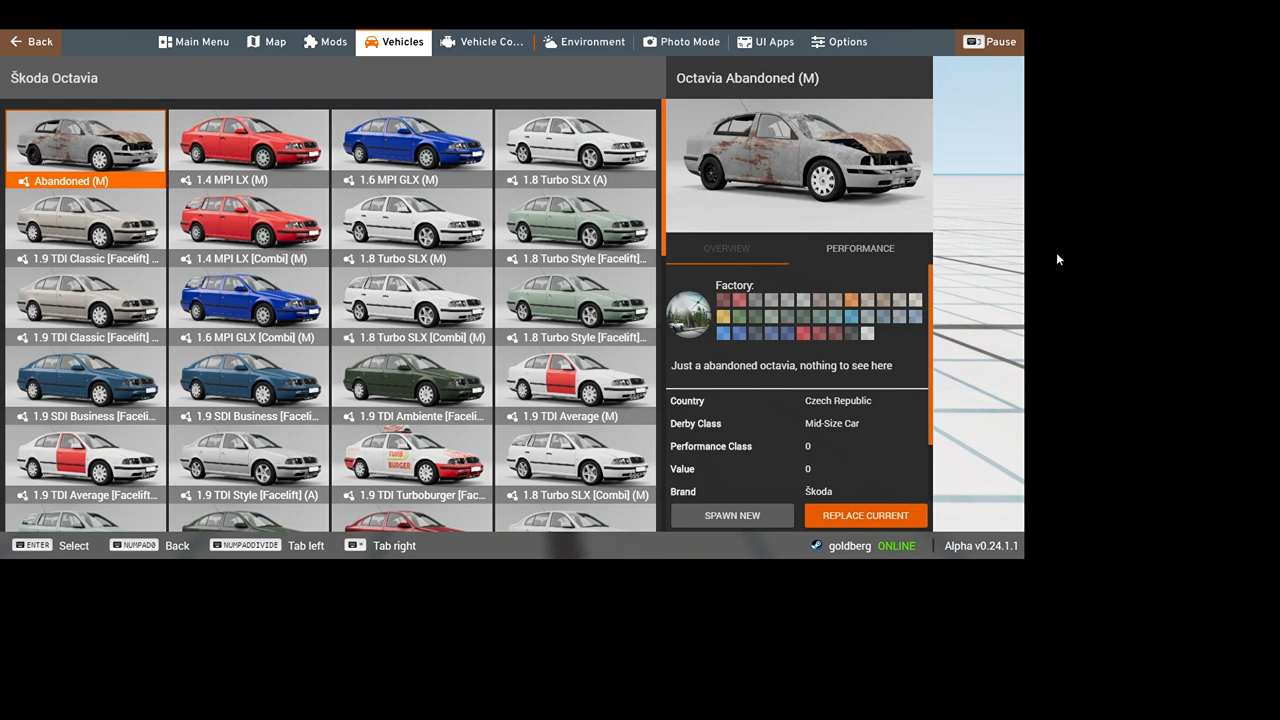 Back
Main Menu
Map
Mods
Vehicles
Vehicle Co...
Environment
Photo Mode
UI Apps
Options
Pause
Škoda Octavia
Octavia Abandoned (M)
Abandoned (M)
1.4 MPI LX (M)
1.6 MPI GLX (M)
1.8 Turbo SLX (A)
1.9 TDI Classic [Facelift] ...
1.4 MPI LX [Combi] (M)
1.8 Turbo SLX (M)
1.8 Turbo Style [Facelift]...
1.9 TDI Classic [Facelift] ...
1.6 MPI GLX [Combi] (M)
1.8 Turbo SLX [Combi] (M)
1.8 Turbo Style [Facelift]...
1.9 SDI Business [Faceli...
1.9 SDI Business [Faceli...
1.9 TDI Ambiente [Faceli...
1.9 TDI Average (M)
TURBO
BURGER
1.9 TDI Average [Facelift...
1.9 TDI Style [Facelift] (A)
1.9 TDI Turboburger [Fac...
1.8 Turbo SLX [Combi] (M)
OVERVIEW
PERFORMANCE
Factory:
Just a abandoned octavia, nothing to see here
Country Czech Republic
Derby Class Mid-Size Car
Performance Class 0
Value 0
Brand Škoda
SPAWN NEW
REPLACE CURRENT
ENTER Select
NUMPAD0 Back
NUMPADDIVIDE Tab left
* Tab right
goldberg ONLINE
Alpha v0.24.1.1